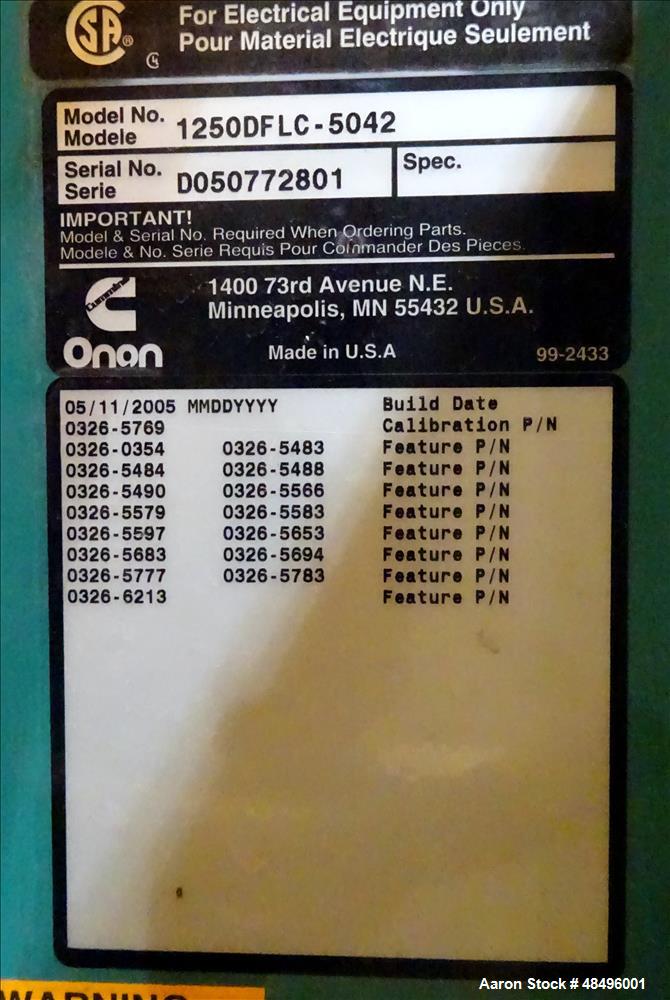 SA
For Electrical Equipment Only
Pour Material Electrique Seulement
Model No. 1250DFLC-5042
Modele
Serial No. D050772801
Serie
Spec.
IMPORTANT!
Model & Serial No. Required When Ordering Parts.
Modele & No. Serie Requis Pour Commander Des Pieces.
Cummins
Onan
1400 73rd Avenue N.E.
Minneapolis, MN 55432 U.S.A.
Made in U.S.A
99-2433
05/11/2005 MMDDYYYY Build Date
0326-5769 Calibration P/N
0326-0354 0326-5483 Feature P/N
0326-5484 0326-5488 Feature P/N
0326-5490 0326-5566 Feature P/N
0326-5579 0326-5583 Feature P/N
0326-5597 0326-5653 Feature P/N
0326-5683 0326-5694 Feature P/N
0326-5777 0326-5783 Feature P/N
0326-6213 Feature P/N
WARNING
Aaron Stock # 48496001